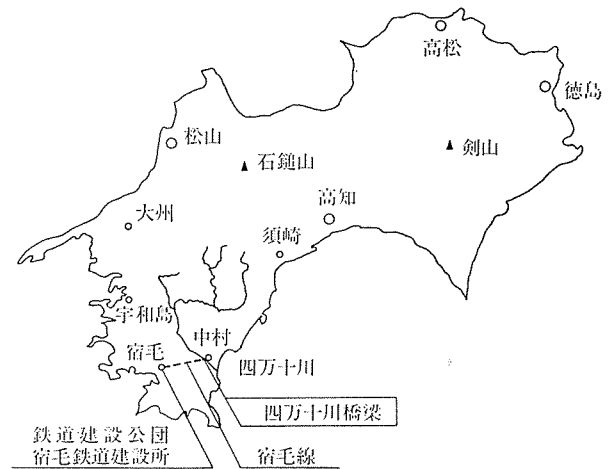 高松
徳島
松山
石鎚山
剣山
大州
高知
須崎
宇和島
中村
宿毛
四万十川
四万十川橋梁
鉄道建設公団
宿毛鉄道建設所
宿毛線